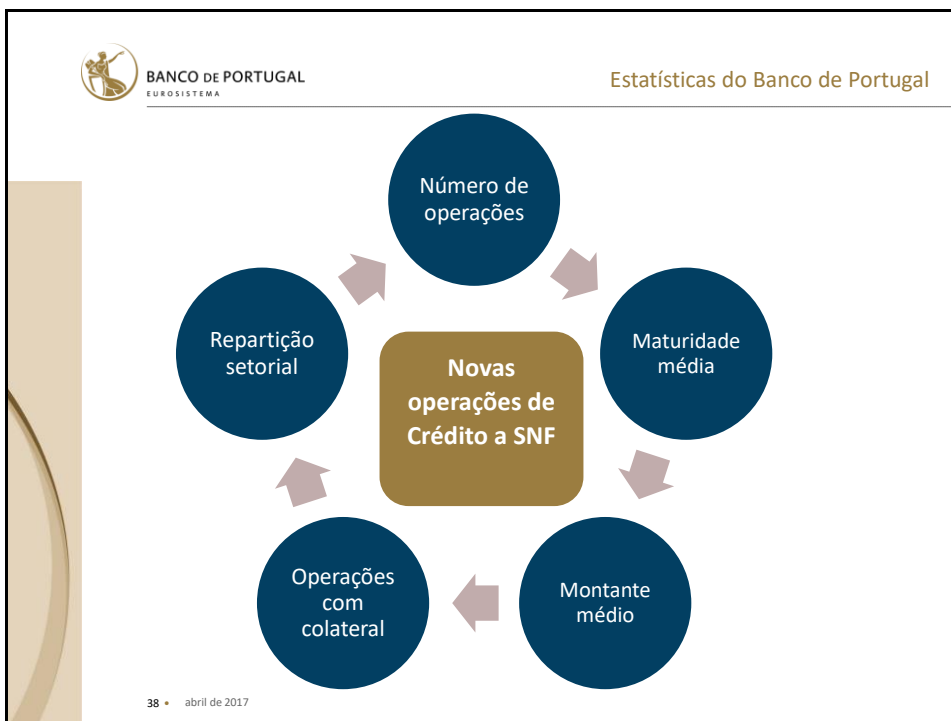 BANCO DE PORTUGAL
EUROSISTEMA
Estatísticas do Banco de Portugal
Número de
operações
Maturidade
média
Montante
médio
Operações
com
colateral
Repartição
setorial
Novas
operações de
Crédito a SNF
38 • abril de 2017